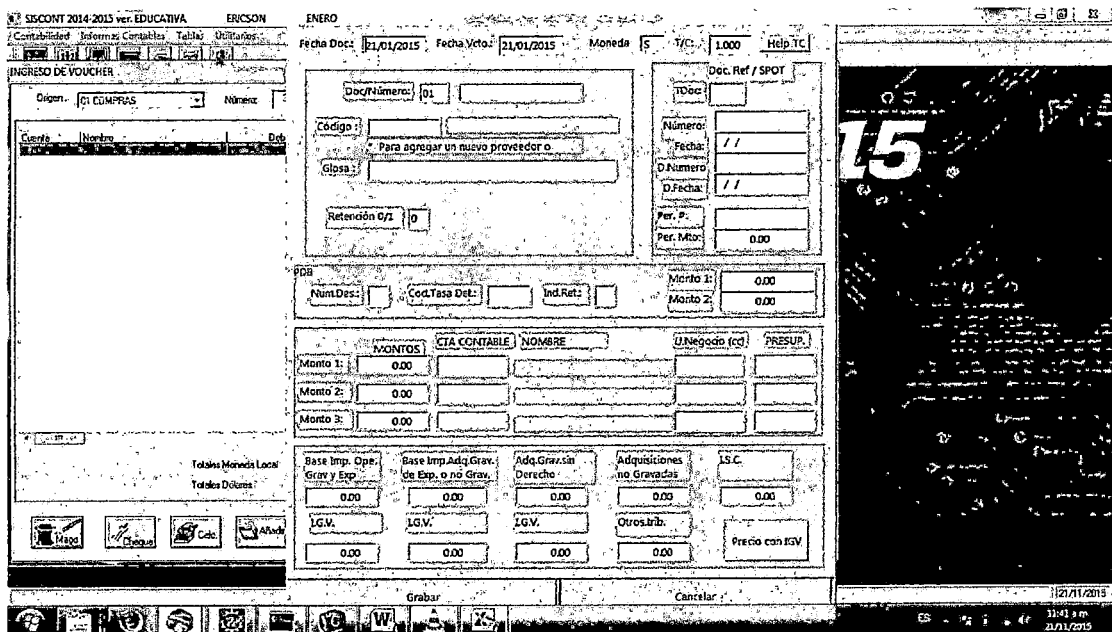 SISCONT 2014-2015 ver. EDUCATIVA ERICSON ENERO
Contabilidad Informes Contables Tablas Utilitarios
INGRESO DE VOUCHER
Origen: 01 COMPRAS Número:
Cuenta Nombre Deb
Totales Moneda Local
Totales Dólares
Cheque Calc. Añadir
Fecha Doc.: 21/01/2015 Fecha Vcto.: 21/01/2015 Moneda S T/C: 1.000 Help TC
Doc/Número: 01
Código :
* Para agregar un nuevo proveedor o
Glosa :
Retención 0/1 0
Doc. Ref / SPOT
TDoc:
Número:
Fecha: / /
D.Numero
D.Fecha: / /
Per. #:
Per. Mto: 0.00
PDB
Num.Des.: Cod.Tasa Det.: Ind.Ret.:
Monto 1: 0.00
Monto 2: 0.00
MONTOS CTA CONTABLE NOMBRE U.Negocio (cc) PRESUP.
Monto 1: 0.00
Monto 2: 0.00
Monto 3: 0.00
Base Imp. Ope. Grav y Exp Base Imp.Adq.Grav. de Exp. o no Grav. Adq.Grav.sin Derecho Adquisiciones no Gravadas I.S.C.
0.00 0.00 0.00 0.00 0.00
I.G.V. I.G.V. I.G.V. Otros.trib.
0.00 0.00 0.00 0.00
Precio con IGV
Grabar Cancelar
15
21/11/2015
ES
11:41 a.m.
21/11/2015